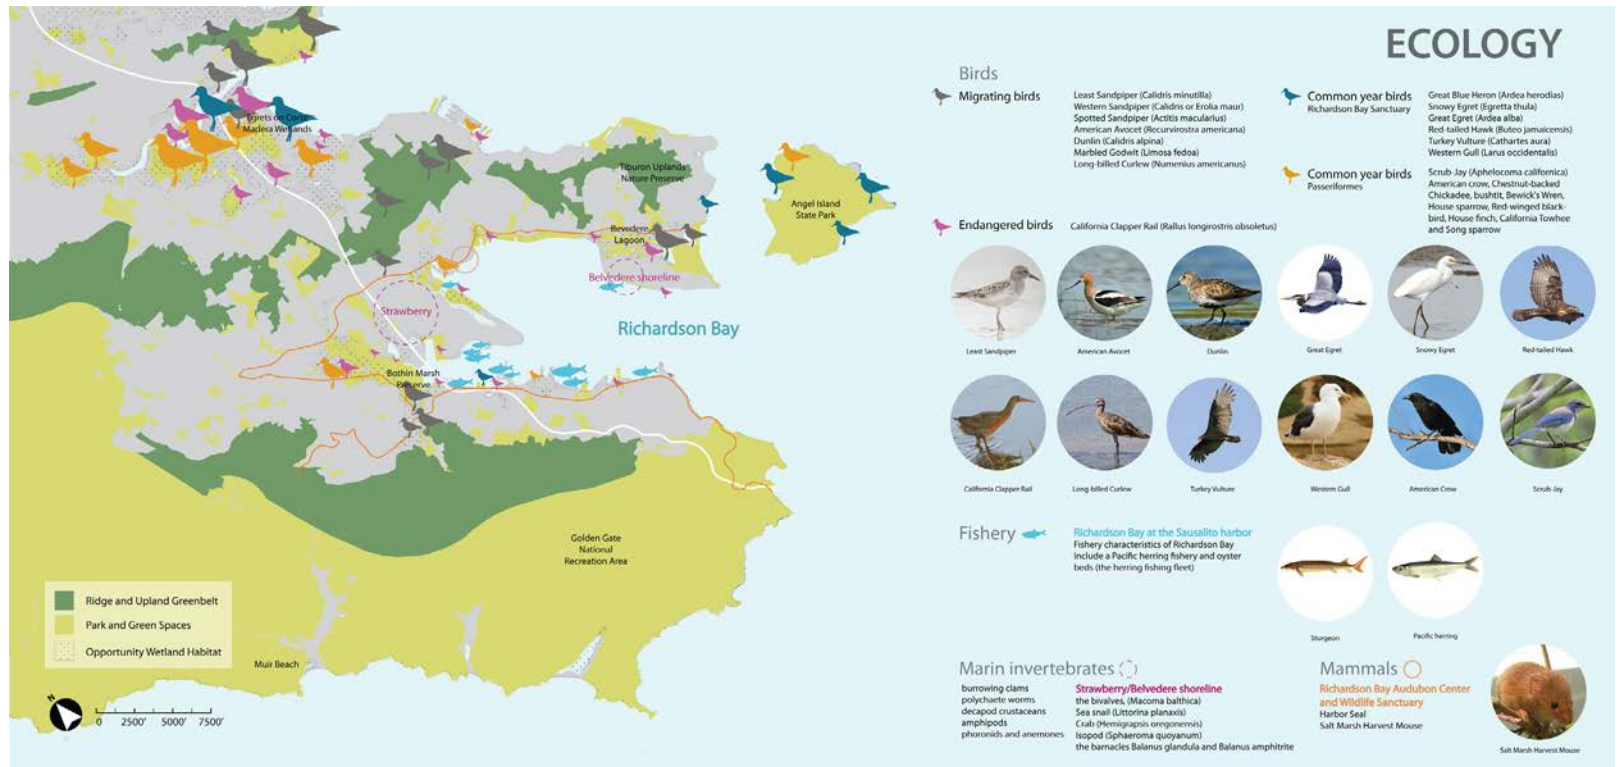 ECOLOGY
Birds
Migrating birds
Least Sandpiper (Calidris minutilla)
Western Sandpiper (Calidris or Erolia maur)
Spotted Sandpiper (Actitis macularius)
American Avocet (Recurvirostra americana)
Dunlin (Calidris alpina)
Marbled Godwit (Limosa fedoa)
Long-billed Curlew (Numenius americanus)
Common year birds
Richardson Bay Sanctuary
Great Blue Heron (Ardea herodias)
Snowy Egret (Egretta thula)
Great Egret (Ardea alba)
Red-tailed Hawk (Buteo jamaicensis)
Turkey Vulture (Cathartes aura)
Western Gull (Larus occidentalis)
Common year birds
Passeriformes
Scrub-Jay (Aphelocoma californica)
American crow, Chestnut-backed
Chickadee, bushtit, Bewick's Wren,
House sparrow, Red-winged black-
bird, House finch, California Towhee
and Song sparrow
Endangered birds
California Clapper Rail (Rallus longirostris obsoletus)
Least Sandpiper
American Avocet
Dunlin
Great Egret
Snowy Egret
Red-tailed Hawk
California Clapper Rail
Long-billed Curlew
Turkey Vulture
Western Gull
American Crow
Scrub-Jay
Fishery
Richardson Bay at the Sausalito harbor
Fishery characteristics of Richardson Bay
include a Pacific herring fishery and oyster
beds (the herring fishing fleet)
Sturgeon
Pacific herring
Marin invertebrates
burrowing clams
polychaete worms
decapod crustaceans
amphipods
phoronids and anemones
Strawberry/Belvedere shoreline
the bivalves, (Macoma balthica)
Sea snail (Littorina planaxis)
Crab (Hemigrapsis oregonensis)
Isopod (Sphaeroma quoyanum)
the barnacles Balanus glandula and Balanus amphitrite
Mammals
Richardson Bay Audubon Center
and Wildlife Sanctuary
Harbor Seal
Salt Marsh Harvest Mouse
Salt Marsh Harvest Mouse
Egrets on Corte
Madera Wetlands
Tiburon Uplands
Nature Preserve
Angel Island
State Park
Bevedere
Lagoon
Belvedere shoreline
Strawberry
Richardson Bay
Bothin Marsh
Preserve
Golden Gate
National
Recreation Area
Muir Beach
Ridge and Upland Greenbelt
Park and Green Spaces
Opportunity Wetland Habitat
N
0 2500' 5000' 7500'